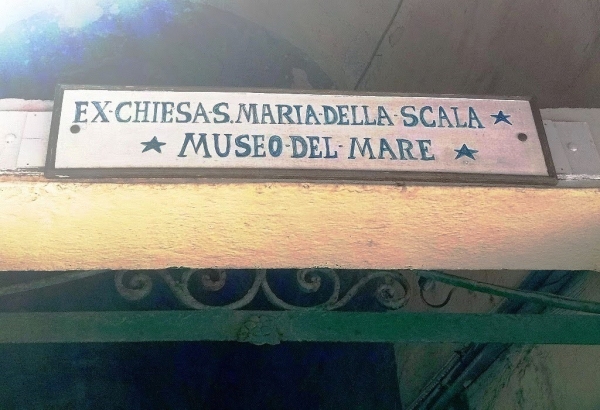 EX-CHIESA-S. MARIA-DELLA-SCALA ★
★ MUSEO-DEL-MARE ★